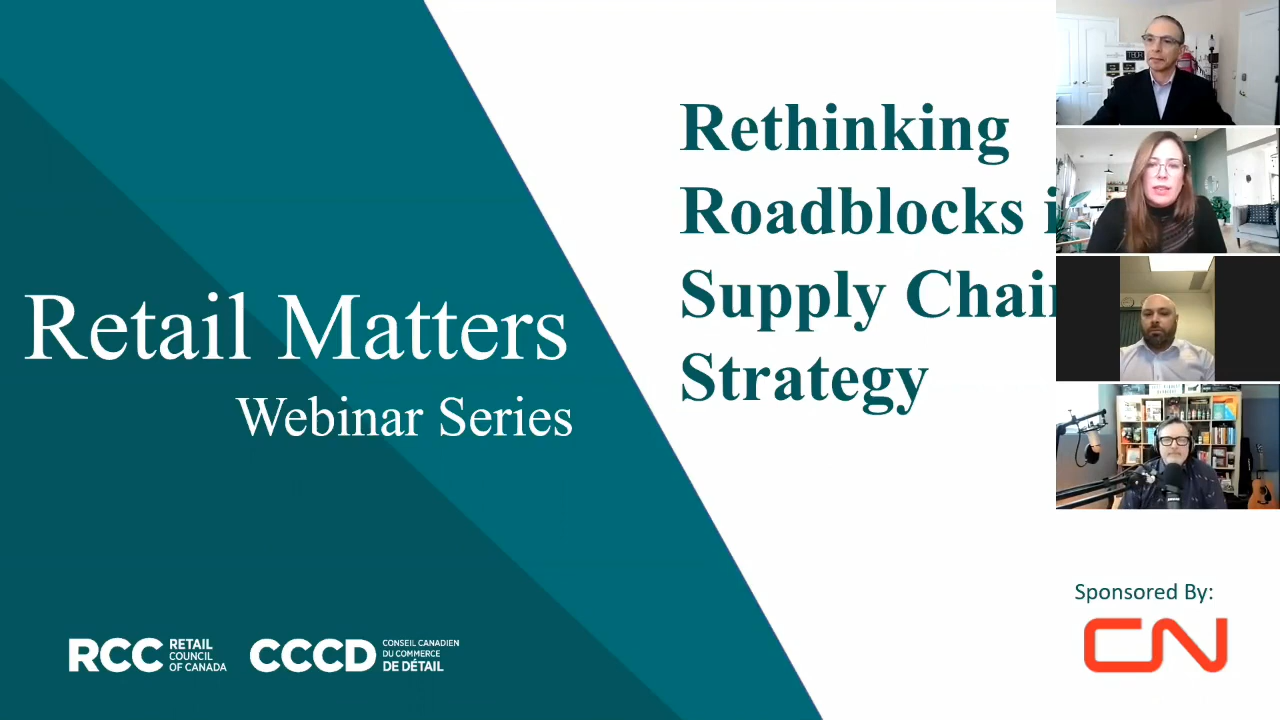 Retail Matters
Webinar Series
RCC RETAIL
COUNCIL
OF CANADA
CCCD CONSEIL CANADIEN
DU COMMERCE
DE DÉTAIL
Rethinking
Roadblocks i
Supply Chain
Strategy
Sponsored By:
CN